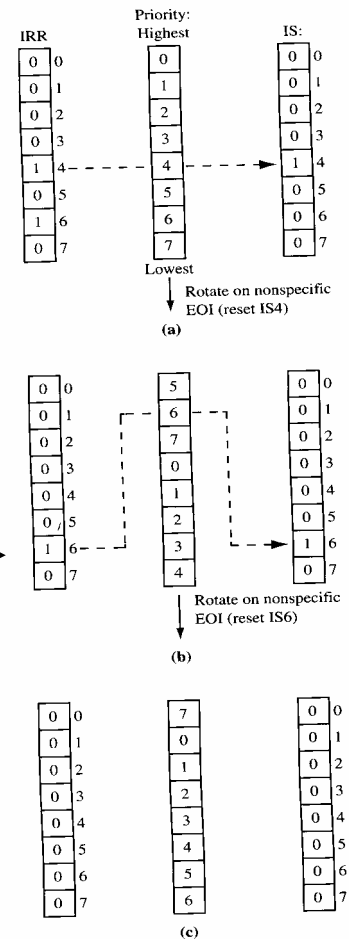 Priority:
IRR Highest IS:
0 0 0 0 0
0 1 1 0 1
0 2 2 0 2
0 3 3 0 3
1 4 4 1 4
0 5 5 0 5
1 6 6 0 6
0 7 7 0 7
Lowest
Rotate on nonspecific
EOI (reset IS4)
(a)
0 0 5 0 0
0 1 6 0 1
0 2 7 0 2
0 3 0 0 3
0 4 1 0 4
0 5 2 0 5
1 6 3 1 6
0 7 4 0 7
Rotate on nonspecific
EOI (reset IS6)
(b)
0 0 7 0 0
0 1 0 0 1
0 2 1 0 2
0 3 2 0 3
0 4 3 0 4
0 5 4 0 5
0 6 5 0 6
0 7 6 0 7
(c)